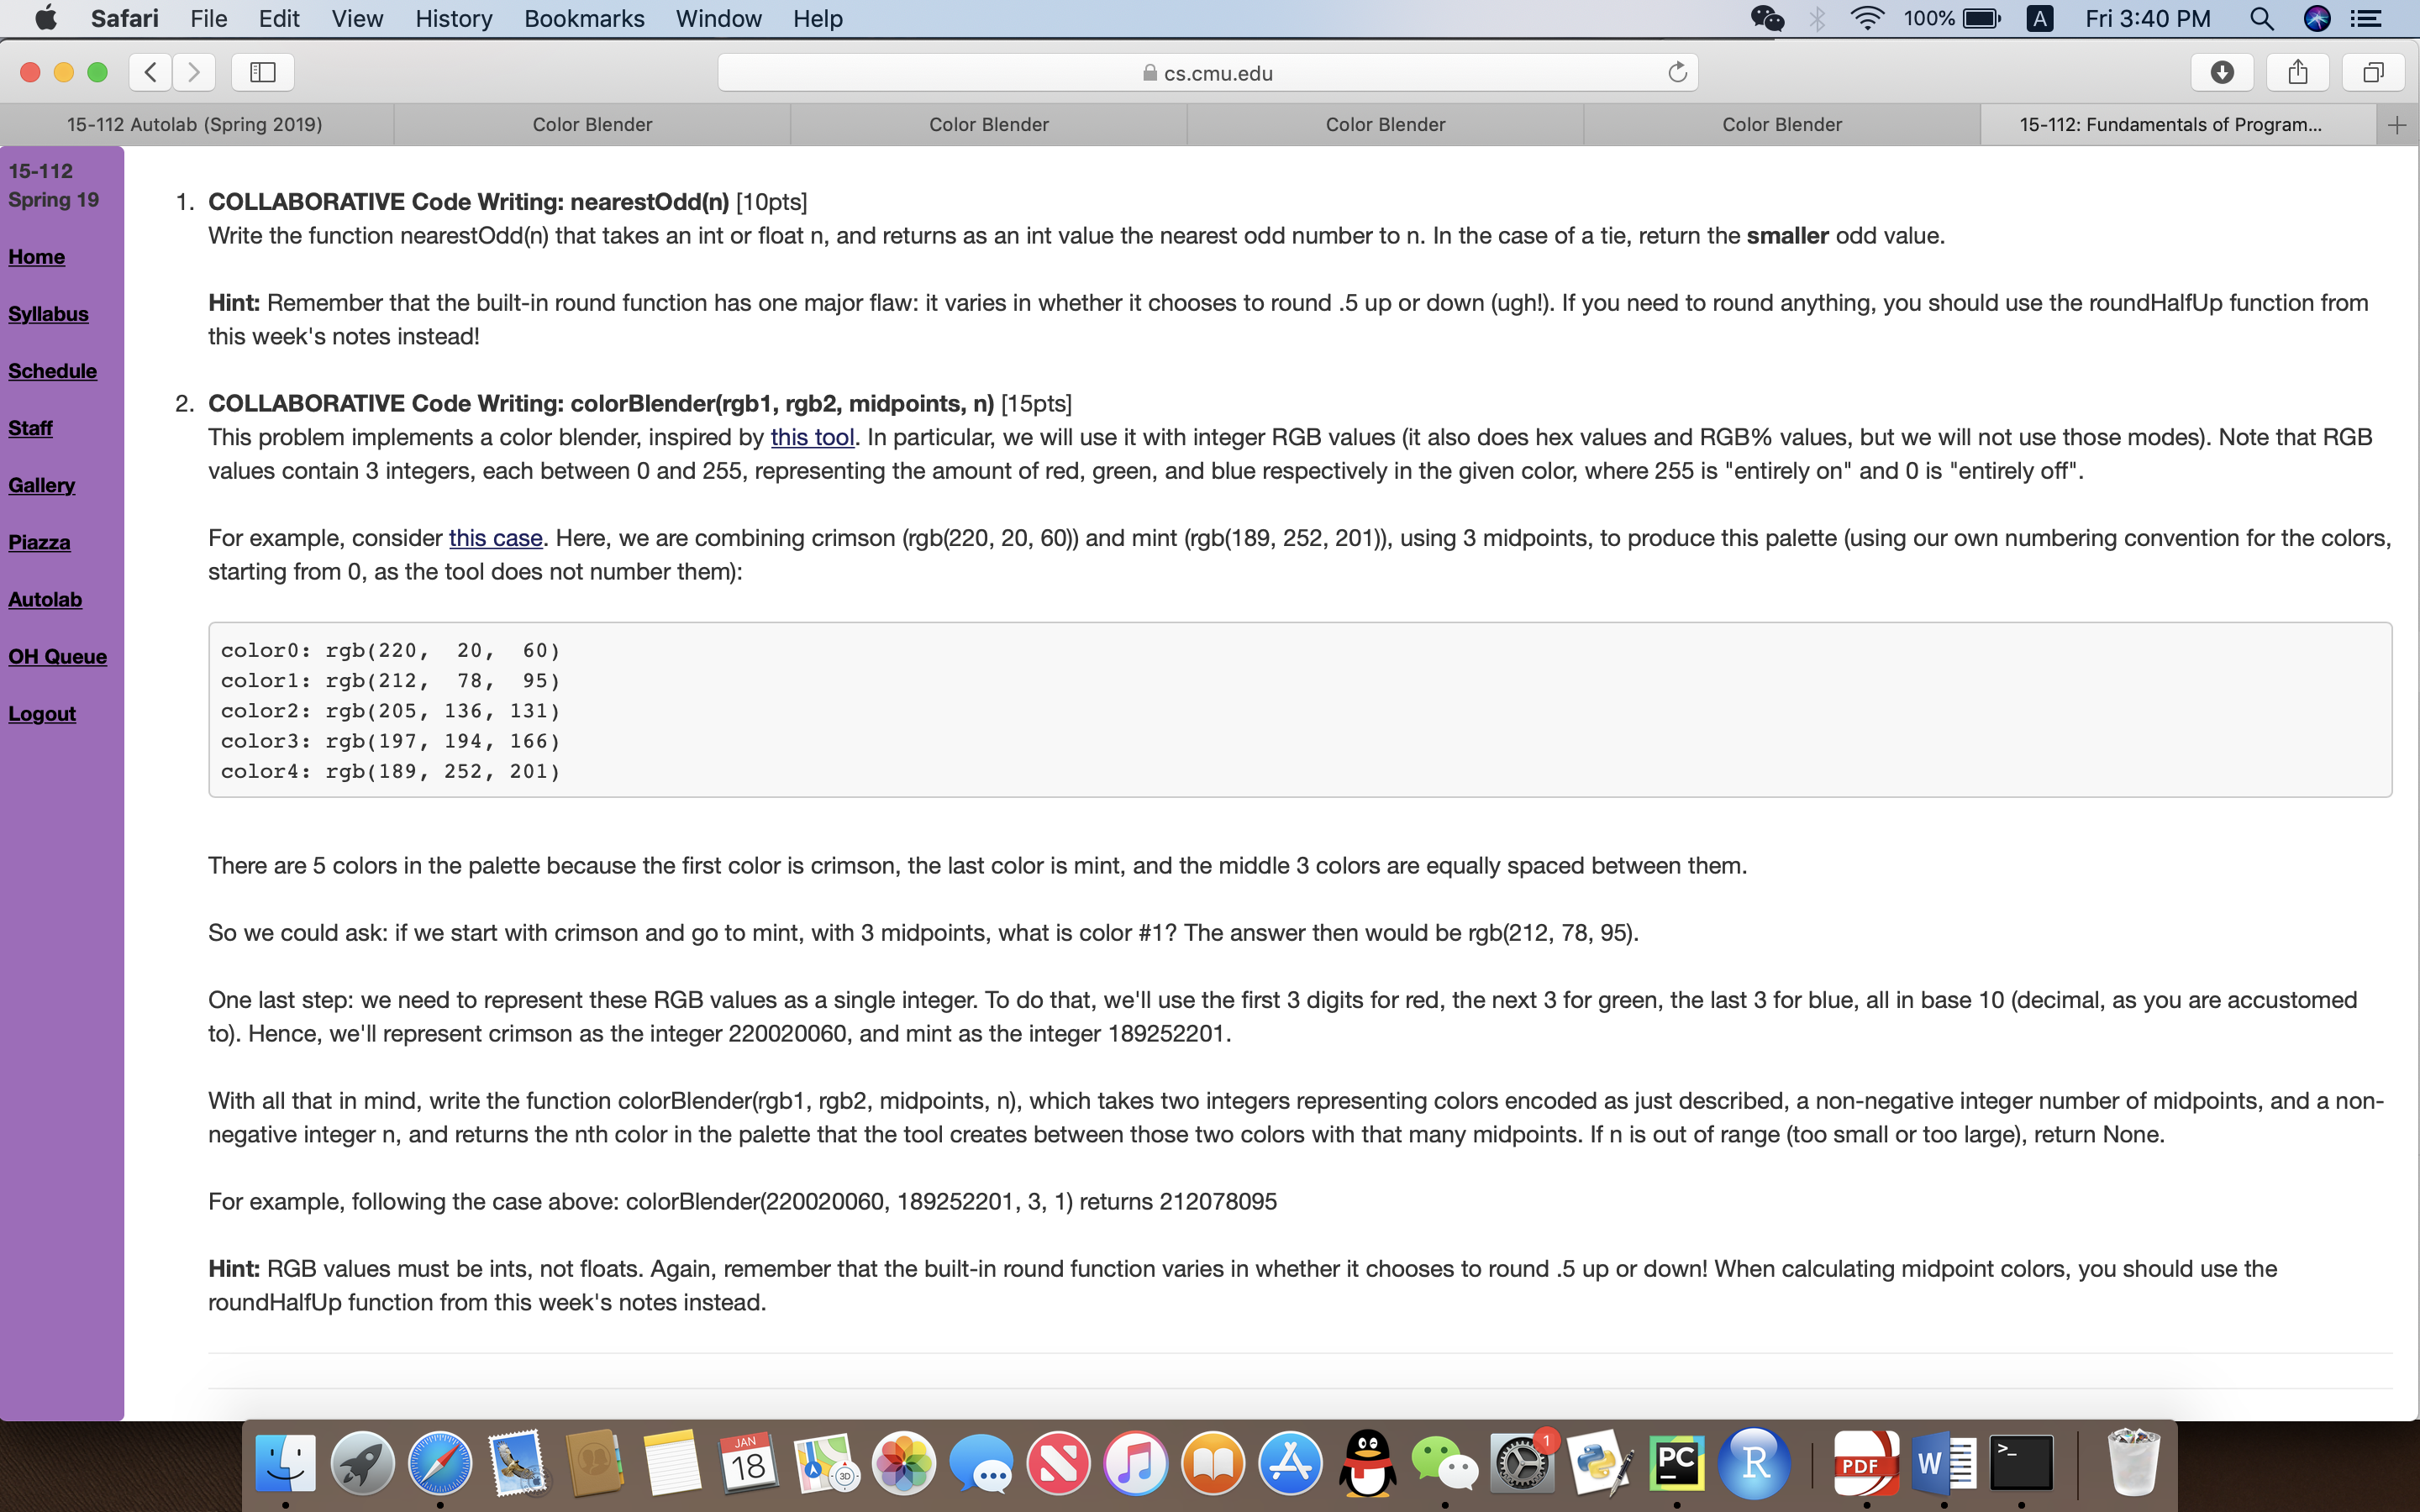 Safari File Edit View History Bookmarks Window Help 100% A Fri 3:40 PM
cs.cmu.edu
15-112 Autolab (Spring 2019) Color Blender Color Blender Color Blender Color Blender 15-112: Fundamentals of Program...
15-112
Spring 19
Home
Syllabus
Schedule
Staff
Gallery
Piazza
Autolab
OH Queue
Logout
1. COLLABORATIVE Code Writing: nearestOdd(n) [10pts]
Write the function nearestOdd(n) that takes an int or float n, and returns as an int value the nearest odd number to n. In the case of a tie, return the smaller odd value.
Hint: Remember that the built-in round function has one major flaw: it varies in whether it chooses to round .5 up or down (ugh!). If you need to round anything, you should use the roundHalfUp function from
this week's notes instead!
2. COLLABORATIVE Code Writing: colorBlender(rgb1, rgb2, midpoints, n) [15pts]
This problem implements a color blender, inspired by this tool. In particular, we will use it with integer RGB values (it also does hex values and RGB% values, but we will not use those modes). Note that RGB
values contain 3 integers, each between 0 and 255, representing the amount of red, green, and blue respectively in the given color, where 255 is "entirely on" and 0 is "entirely off".
For example, consider this case. Here, we are combining crimson (rgb(220, 20, 60)) and mint (rgb(189, 252, 201)), using 3 midpoints, to produce this palette (using our own numbering convention for the colors,
starting from 0, as the tool does not number them):
color0: rgb(220,  20,  60)
color1: rgb(212,  78,  95)
color2: rgb(205, 136, 131)
color3: rgb(197, 194, 166)
color4: rgb(189, 252, 201)
There are 5 colors in the palette because the first color is crimson, the last color is mint, and the middle 3 colors are equally spaced between them.
So we could ask: if we start with crimson and go to mint, with 3 midpoints, what is color #1? The answer then would be rgb(212, 78, 95).
One last step: we need to represent these RGB values as a single integer. To do that, we'll use the first 3 digits for red, the next 3 for green, the last 3 for blue, all in base 10 (decimal, as you are accustomed
to). Hence, we'll represent crimson as the integer 220020060, and mint as the integer 189252201.
With all that in mind, write the function colorBlender(rgb1, rgb2, midpoints, n), which takes two integers representing colors encoded as just described, a non-negative integer number of midpoints, and a non-
negative integer n, and returns the nth color in the palette that the tool creates between those two colors with that many midpoints. If n is out of range (too small or too large), return None.
For example, following the case above: colorBlender(220020060, 189252201, 3, 1) returns 212078095
Hint: RGB values must be ints, not floats. Again, remember that the built-in round function varies in whether it chooses to round .5 up or down! When calculating midpoint colors, you should use the
roundHalfUp function from this week's notes instead.
JAN
18
3D
1
PC
R
PDF
W
>_